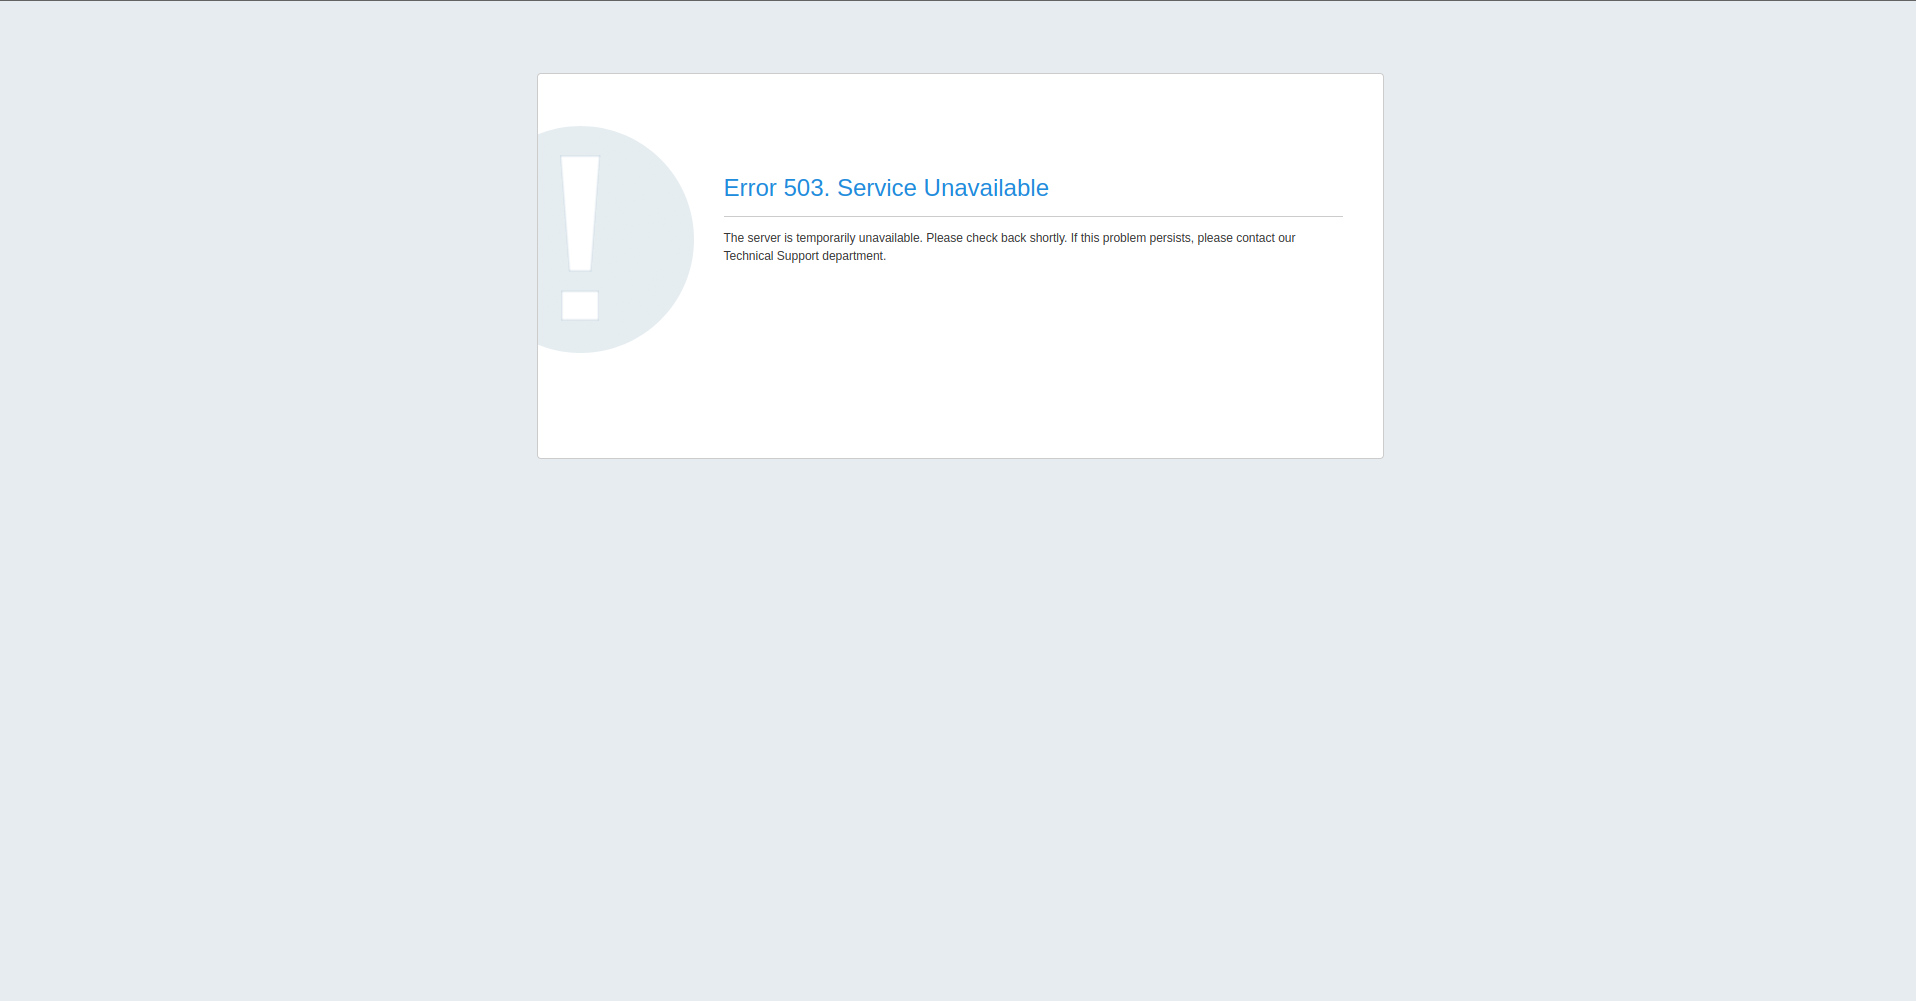 Error 503. Service Unavailable
The server is temporarily unavailable. Please check back shortly. If this problem persists, please contact our
Technical Support department.